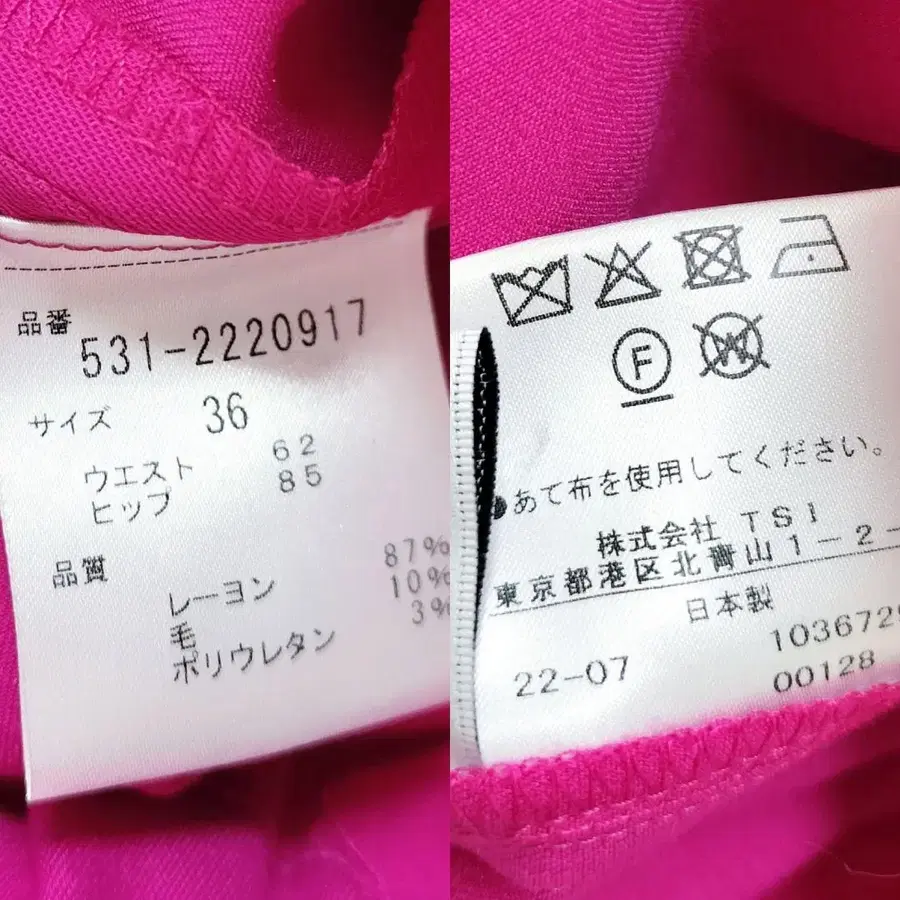 品番
531-2220917
サイズ 36
ウエスト 62
ヒップ 85
品質
レーヨン 87%
毛 10%
ポリウレタン 3%
F
W
●あて布を使用してください。
株式会社 TSI
東京都港区北青山1-2-
日本製
22-07
1036729
00128